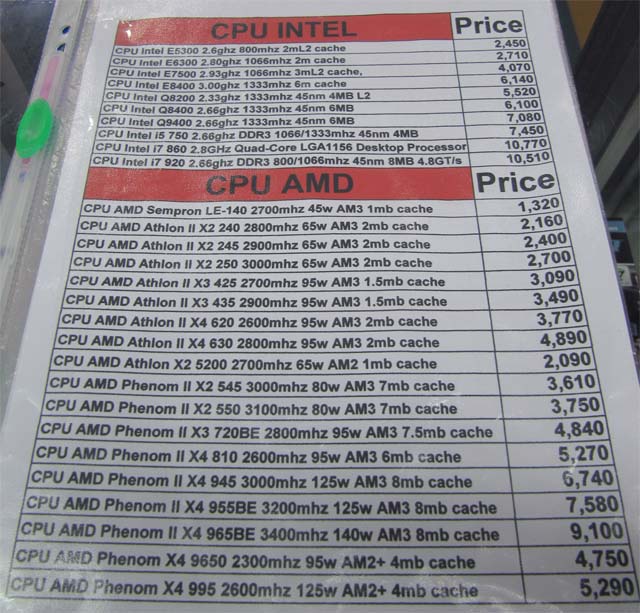 CPU INTEL Price
CPU Intel E5300 2.6ghz 800mhz 2mL2 cache 2,450
CPU Intel E6300 2.80ghz 1066mhz 2m cache 2,710
CPU Intel E7500 2.93ghz 1066mhz 3mL2 cache, 4,070
CPU Intel E8400 3.00ghz 1333mhz 6m cache 6,140
CPU Intel Q8200 2.33ghz 1333mhz 45nm 4MB L2 5,520
CPU Intel Q8400 2.66ghz 1333mhz 45nm 6MB 6,100
CPU Intel Q9400 2.66ghz 1333mhz 45nm 6MB 7,080
CPU Intel i5 750 2.66ghz DDR3 1066/1333mhz 45nm 4MB 7,450
CPU Intel i7 860 2.8GHz Quad-Core LGA1156 Desktop Processor 10,770
CPU Intel i7 920 2.66ghz DDR3 800/1066mhz 45nm 8MB 4.8GT/s 10,510
CPU AMD Price
CPU AMD Sempron LE-140 2700mhz 45w AM3 1mb cache 1,320
CPU AMD Athlon II X2 240 2800mhz 65w AM3 2mb cache 2,160
CPU AMD Athlon II X2 245 2900mhz 65w AM3 2mb cache 2,400
CPU AMD Athlon II X2 250 3000mhz 65w AM3 2mb cache 2,700
CPU AMD Athlon II X3 425 2700mhz 95w AM3 1.5mb cache 3,090
CPU AMD Athlon II X3 435 2900mhz 95w AM3 1.5mb cache 3,490
CPU AMD Athlon II X4 620 2600mhz 95w AM3 2mb cache 3,770
CPU AMD Athlon II X4 630 2800mhz 95w AM3 2mb cache 4,890
CPU AMD Athlon X2 5200 2700mhz 65w AM2 1mb cache 2,090
CPU AMD Phenom II X2 545 3000mhz 80w AM3 7mb cache 3,610
CPU AMD Phenom II X2 550 3100mhz 80w AM3 7mb cache 3,750
CPU AMD Phenom II X3 720BE 2800mhz 95w AM3 7.5mb cache 4,840
CPU AMD Phenom II X4 810 2600mhz 95w AM3 6mb cache 5,270
CPU AMD Phenom II X4 945 3000mhz 125w AM3 8mb cache 6,740
CPU AMD Phenom II X4 955BE 3200mhz 125w AM3 8mb cache 7,580
CPU AMD Phenom II X4 965BE 3400mhz 140w AM3 8mb cache 9,100
CPU AMD Phenom X4 9650 2300mhz 95w AM2+ 4mb cache 4,750
CPU AMD Phenom X4 995 2600mhz 125w AM2+ 4mb cache 5,290